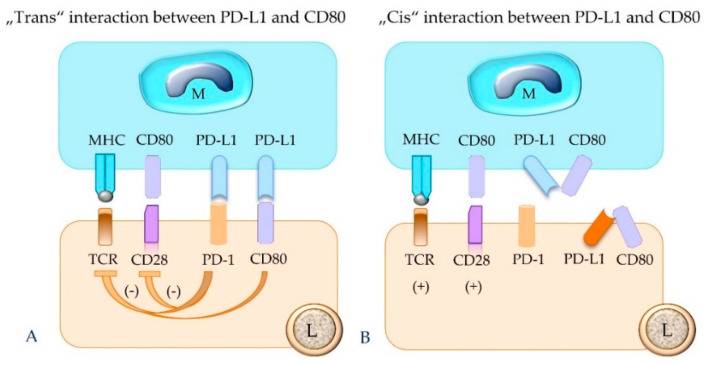 „Trans“ interaction between PD-L1 and CD80
„Cis“ interaction between PD-L1 and CD80
M
MHC CD80 PD-L1 PD-L1
TCR CD28 PD-1 CD80
(-) (-)
L
A
M
MHC CD80 PD-L1 CD80
TCR CD28 PD-1 PD-L1 CD80
(+) (+)
L
B